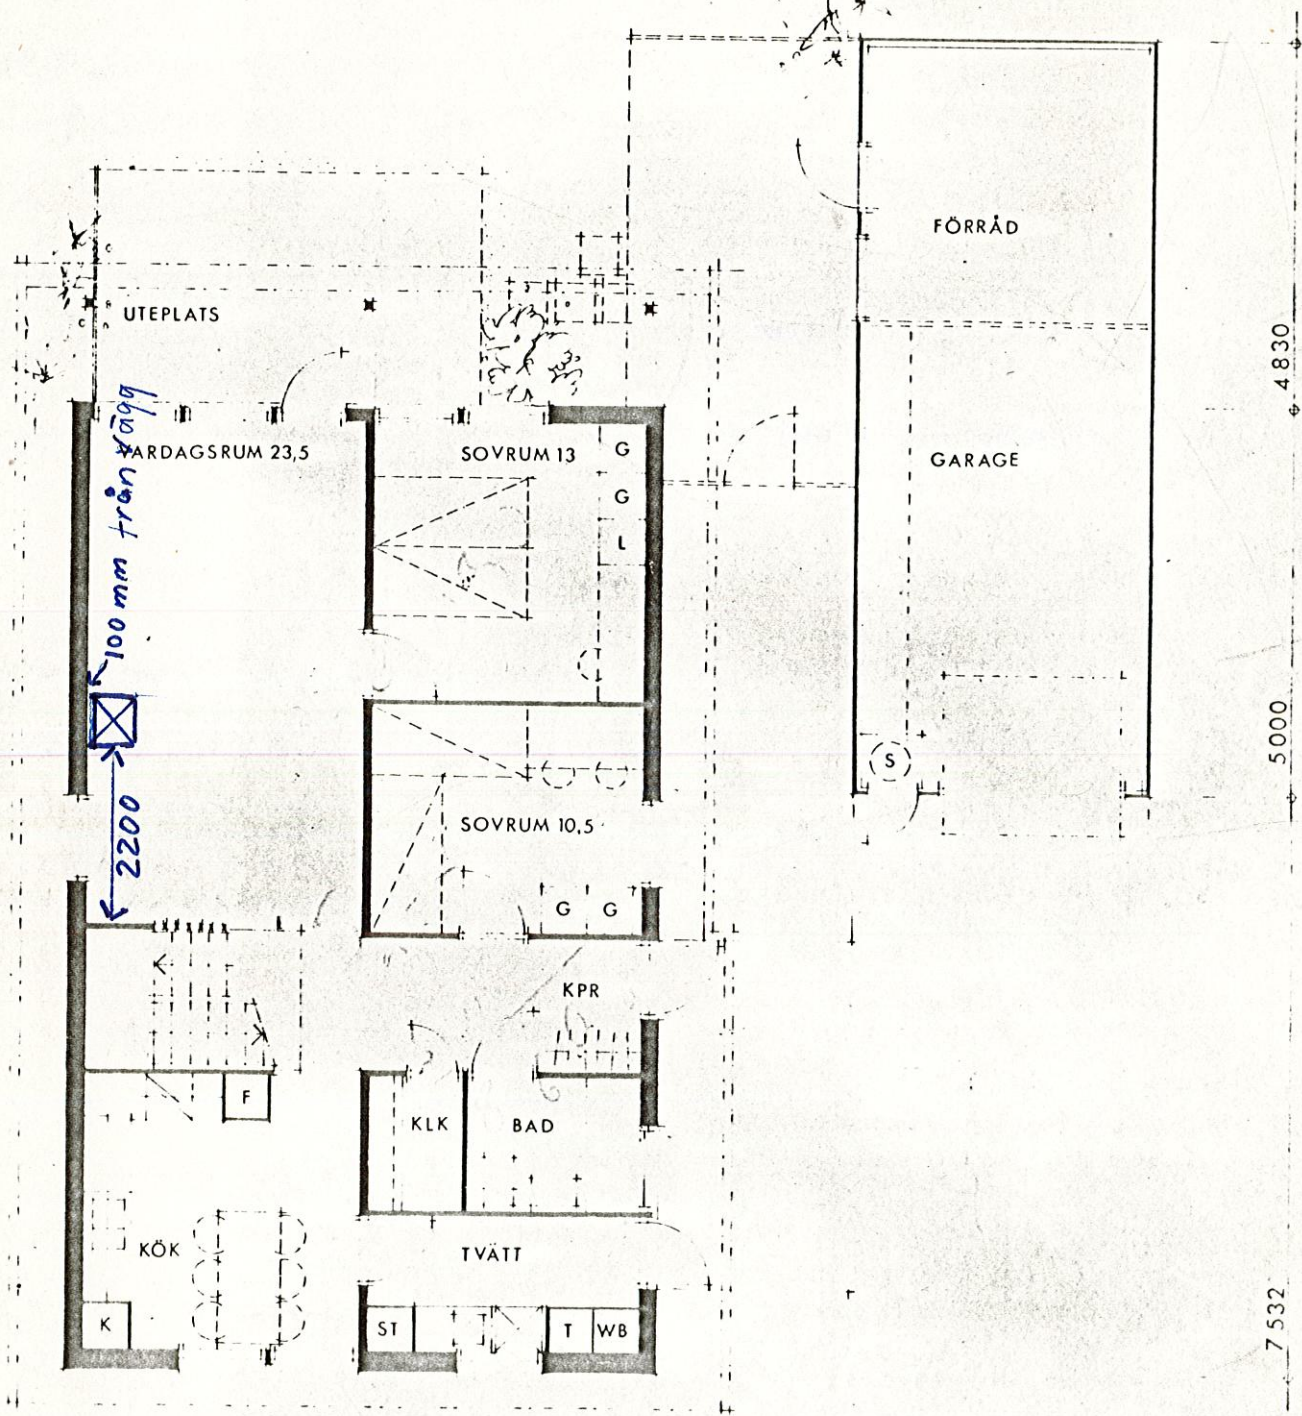 FÖRRÅD
UTEPLATS
4 830
VARDAGSRUM 23,5
SOVRUM 13
G
GARAGE
G
L
100 mm från vägg
S
5000
2200
SOVRUM 10,5
G
G
KPR
F
KLK
BAD
KÖK
TVÄTT
K
ST
T
WB
7 532